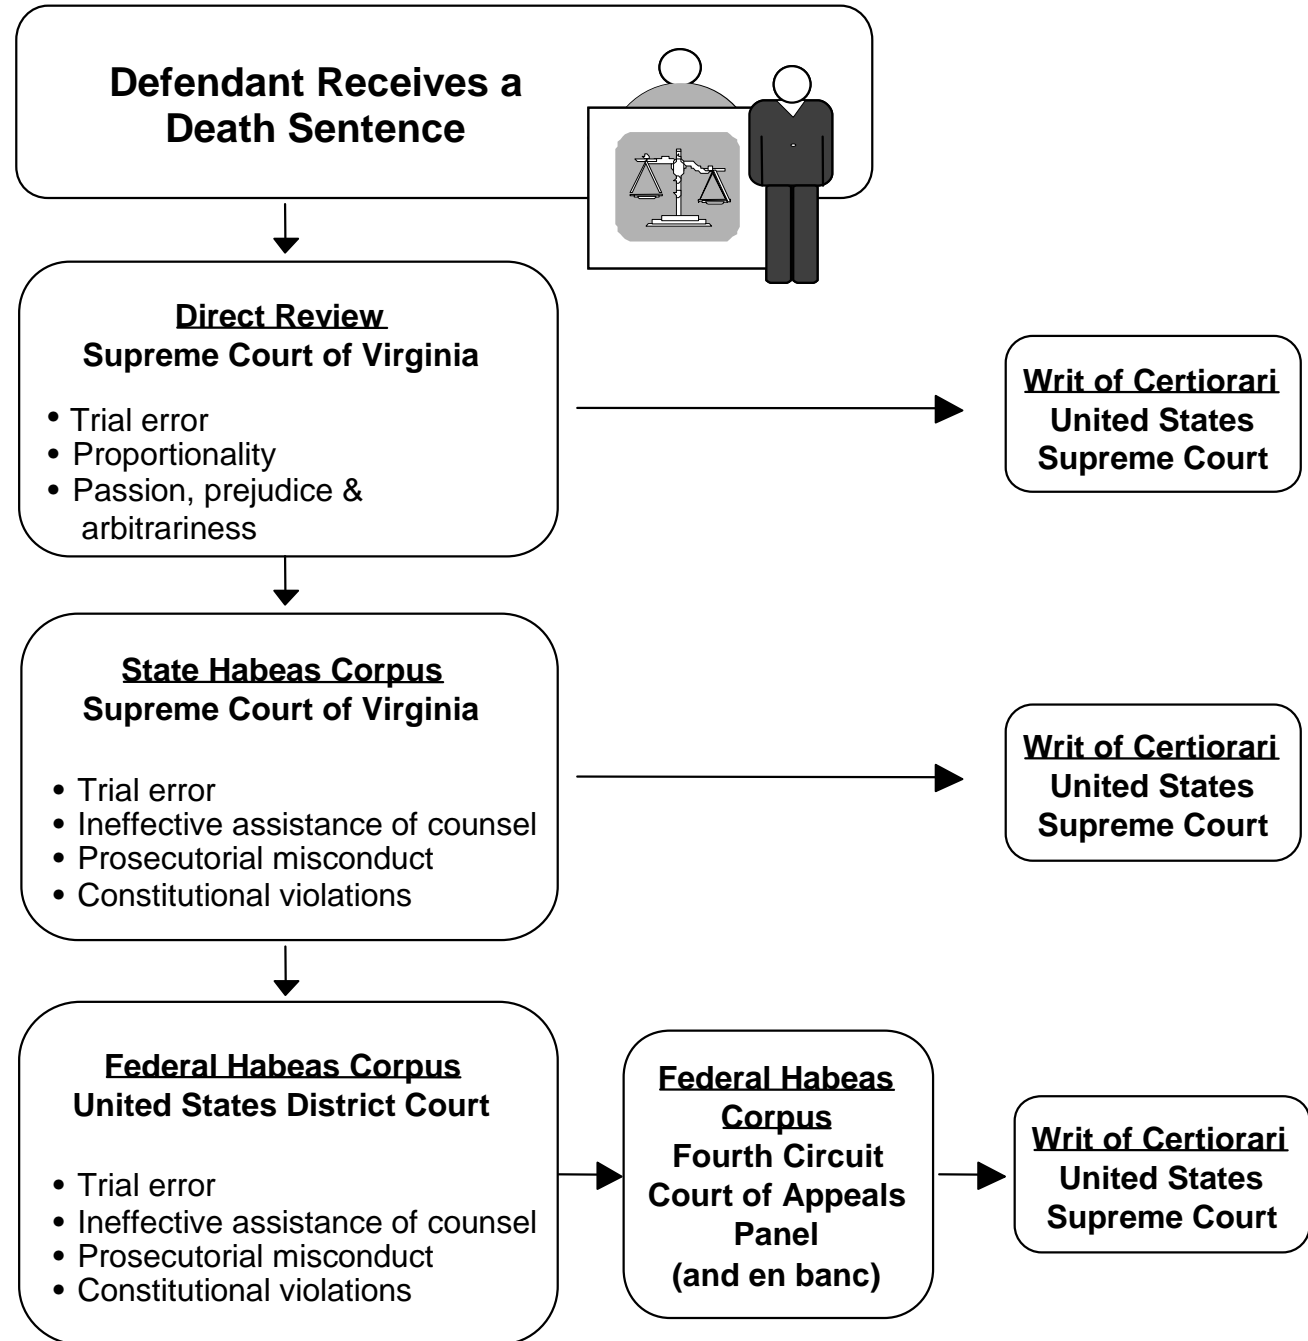 Defendant Receives a
Death Sentence
Direct Review
Supreme Court of Virginia
• Trial error
• Proportionality
• Passion, prejudice &
arbitrariness
Writ of Certiorari
United States
Supreme Court
State Habeas Corpus
Supreme Court of Virginia
• Trial error
• Ineffective assistance of counsel
• Prosecutorial misconduct
• Constitutional violations
Writ of Certiorari
United States
Supreme Court
Federal Habeas Corpus
United States District Court
• Trial error
• Ineffective assistance of counsel
• Prosecutorial misconduct
• Constitutional violations
Federal Habeas
Corpus
Fourth Circuit
Court of Appeals
Panel
(and en banc)
Writ of Certiorari
United States
Supreme Court